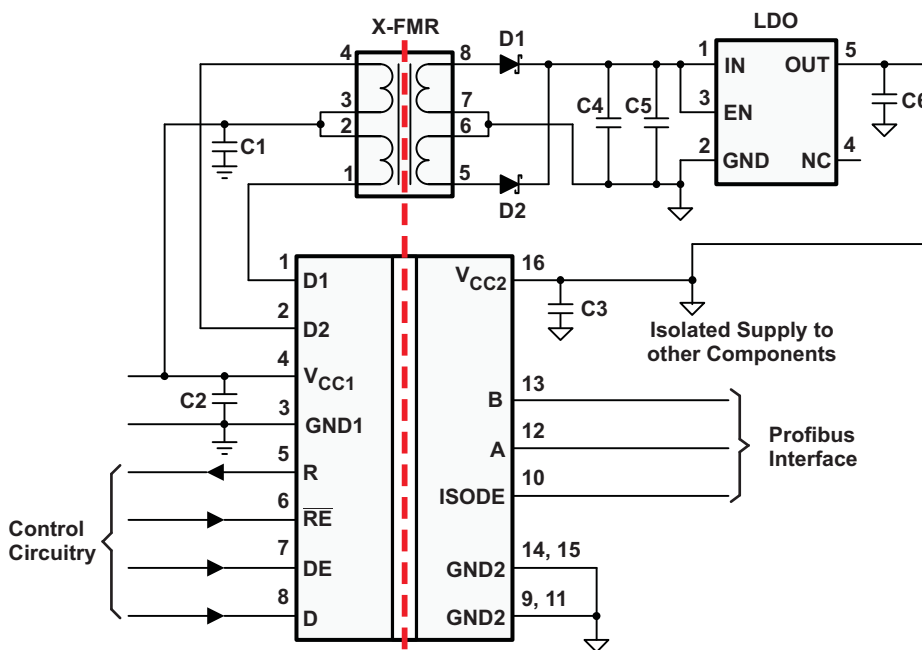 X-FMR
LDO
4
3
2
1
8
7
6
5
D1
D2
C1
C4
C5
1
3
2
5
4
IN
EN
GND
OUT
NC
C6
1
2
4
3
5
6
7
8
D1
D2
VCC1
GND1
R
RE
DE
D
C2
VCC2
B
A
ISODE
GND2
GND2
16
13
12
10
14, 15
9, 11
C3
Isolated Supply to
other Components
Profibus
Interface
Control
Circuitry